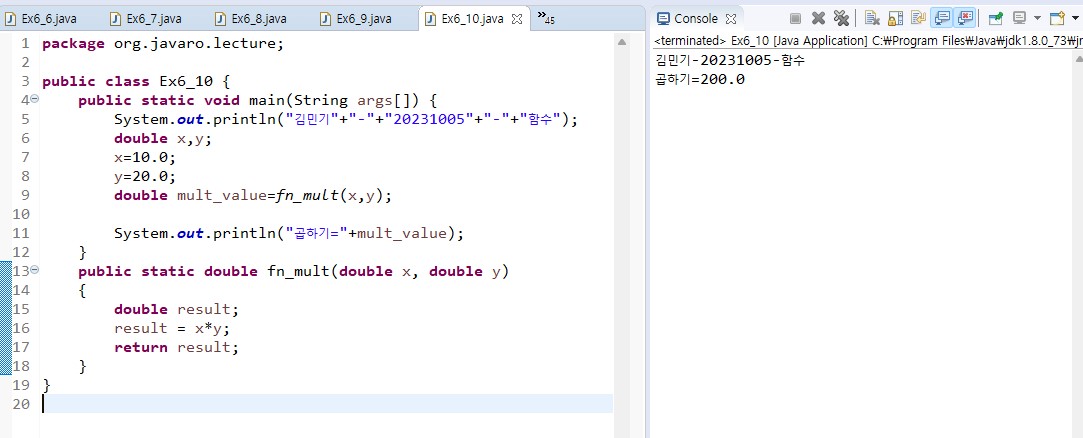 Ex6_6.java Ex6_7.java Ex6_8.java Ex6_9.java Ex6_10.java »45
1 package org.javaro.lecture;
2
3 public class Ex6_10 {
4 public static void main(String args[]) {
5 System.out.println("김민기"+"-"+"20231005"+"-"+"함수");
6 double x,y;
7 x=10.0;
8 y=20.0;
9 double mult_value=fn_mult(x,y);
10
11 System.out.println("곱하기="+mult_value);
12 }
13 public static double fn_mult(double x, double y)
14 {
15 double result;
16 result = x*y;
17 return result;
18 }
19 }
20
Console
<terminated> Ex6_10 [Java Application] C:₩Program Files₩Java₩jdk1.8.0_73₩jr
김민기-20231005-함수
곱하기=200.0